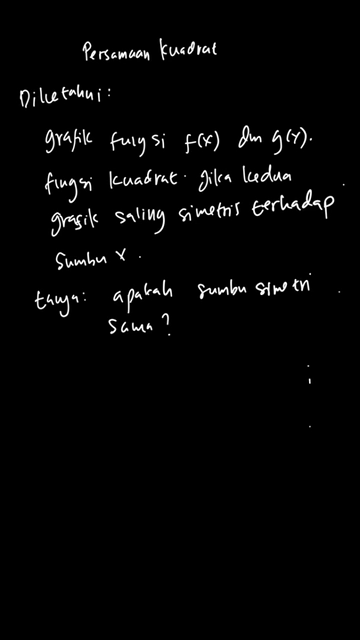 Persamaan Kuadrat
Diketahui:
grafik fungsi f(x) dan g(x).
fungsi kuadrat. Jika kedua
grafik saling simetris terhadap
Sumbu x.
tanya: apakah sumbu simetri
sama?